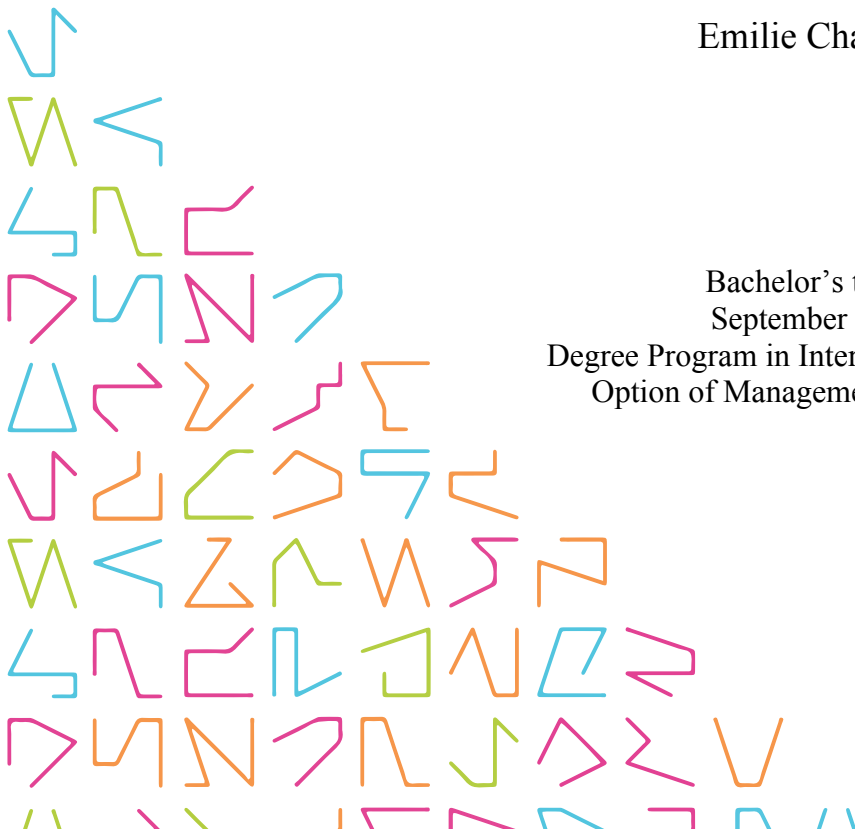 Emilie Cha
Bachelor's t
September
Degree Program in Inter
Option of Manageme